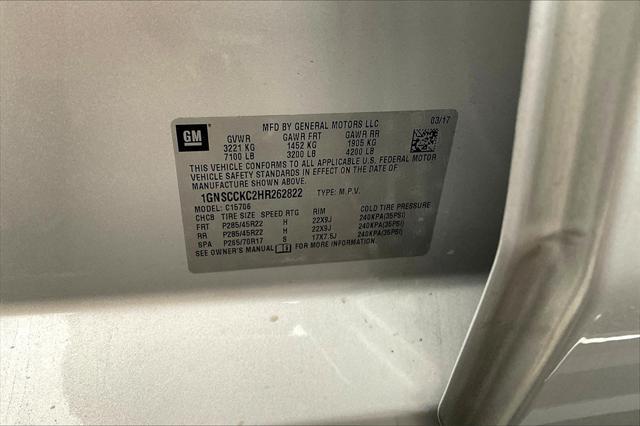 GM
MFD BY GENERAL MOTORS LLC 03/17
GVWR GAWR FRT GAWR RR
3221 KG 1452 KG 1905 KG
7100 LB 3200 LB 4200 LB
THIS VEHICLE CONFORMS TO ALL APPLICABLE U.S. FEDERAL MOTOR
VEHICLE SAFETY STANDARDS IN EFFECT ON THE DATE OF
MANUFACTURE SHOWN ABOVE.
1GNSCCKC2HR262822 TYPE: M.P.V.
MODEL: C15706
CHCB TIRE SIZE SPEED RTG RIM COLD TIRE PRESSURE
FRT P285/45R22 H 22X9J 240KPA(35PSI)
RR P285/45R22 H 22X9J 240KPA(35PSI)
SPA P265/70R17 S 17X7.5J 240KPA(35PSI)
SEE OWNER'S MANUAL FOR MORE INFORMATION.